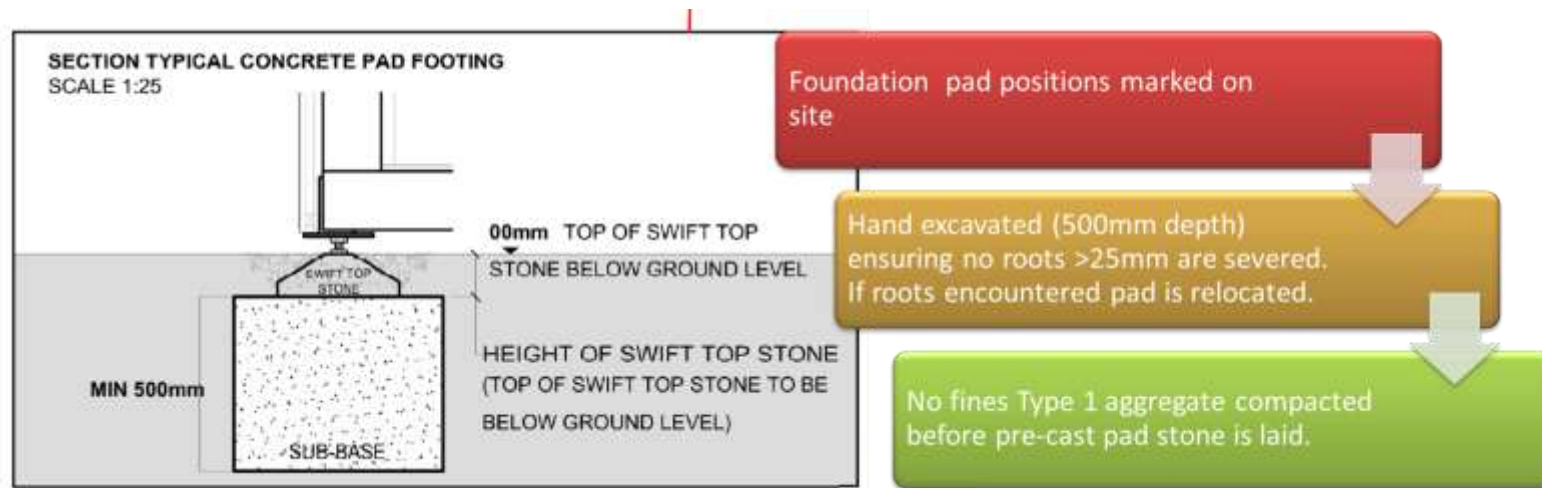 SECTION TYPICAL CONCRETE PAD FOOTING
SCALE 1:25
00mm TOP OF SWIFT TOP
STONE BELOW GROUND LEVEL
SWIFT TOP
STONE
HEIGHT OF SWIFT TOP STONE
(TOP OF SWIFT TOP STONE TO BE
BELOW GROUND LEVEL)
MIN 500mm
SUB-BASE
Foundation pad positions marked on
site
Hand excavated (500mm depth)
ensuring no roots >25mm are severed.
If roots encountered pad is relocated.
No fines Type 1 aggregate compacted
before pre-cast pad stone is laid.